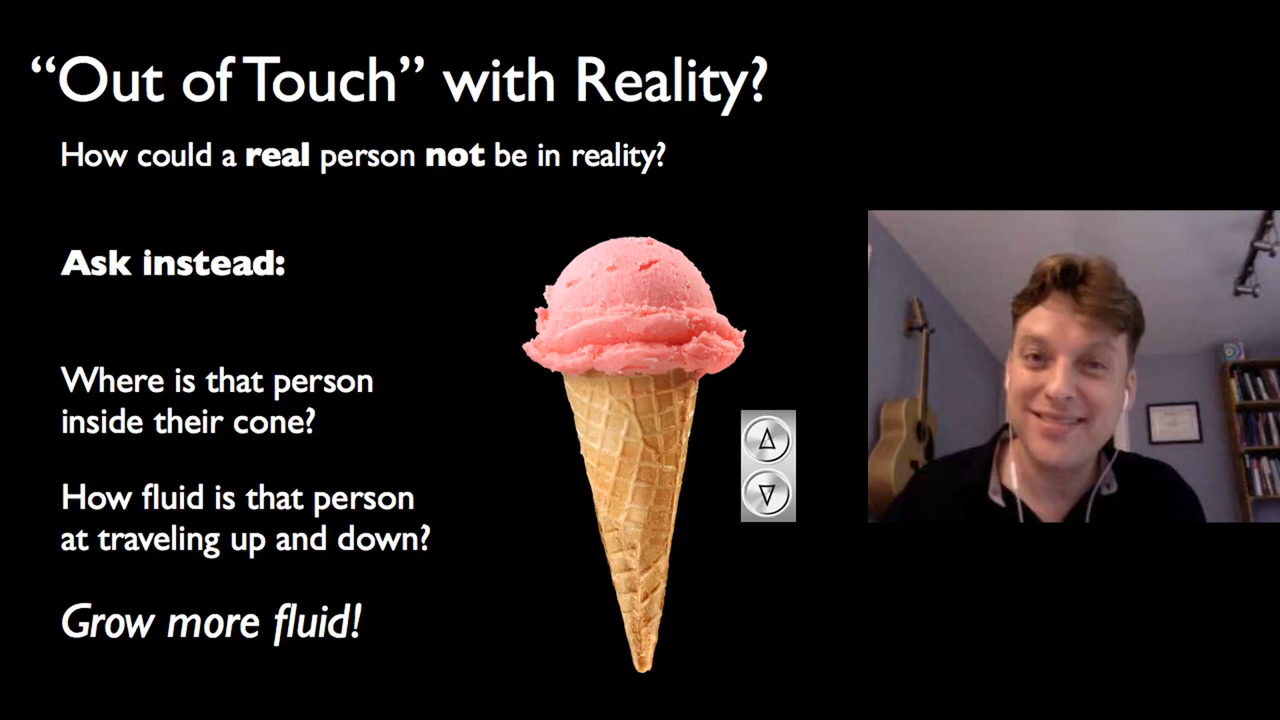 “Out of Touch” with Reality?
How could a real person not be in reality?
Ask instead:
Where is that person
inside their cone?
How fluid is that person
at traveling up and down?
Grow more fluid!